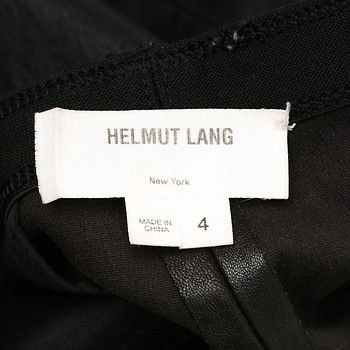 HELMUT LANG
New York
MADE IN
CHINA
4